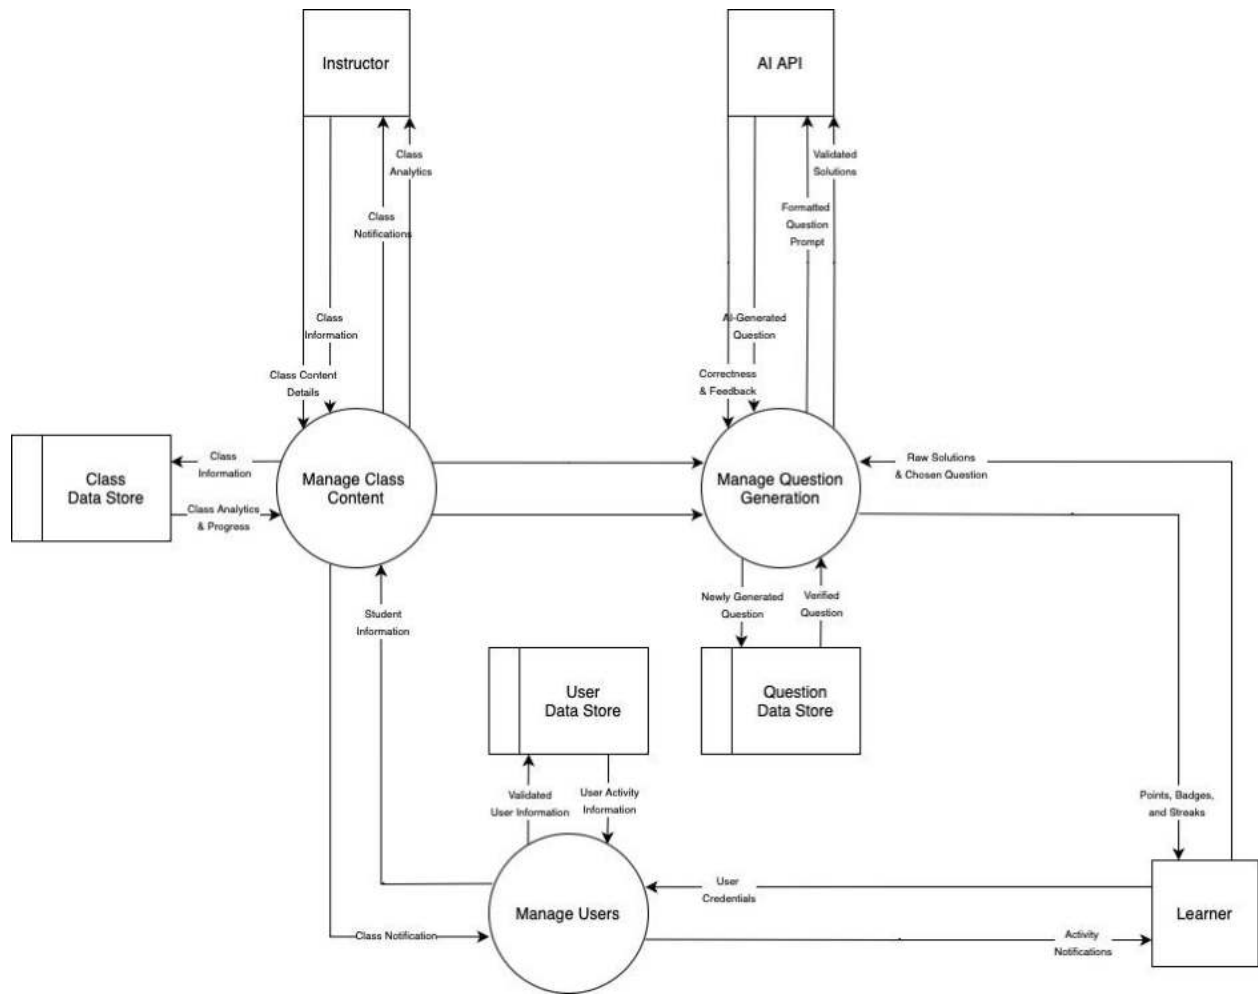 Instructor
AI API
Class
Analytics
Validated
Solutions
Class
Notifications
Formatted
Question
Prompt
Class
Information
AI-Generated
Question
Class Content
Details
Correctness
& Feedback
Class
Data Store
Class
Information
Class Analytics
& Progress
Manage Class
Content
Manage Question
Generation
Raw Solutions
& Chosen Question
Student
Information
Newly Generated
Question
Verified
Question
User
Data Store
Question
Data Store
Validated
User Information
User Activity
Information
Points, Badges,
and Streaks
Manage Users
User
Credentials
Learner
Class Notification
Activity
Notifications